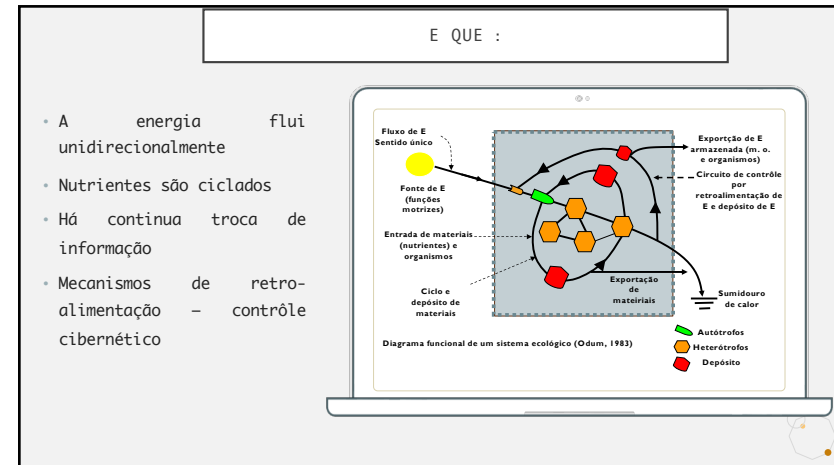 E QUE :
• A energia flui
unidirecionalmente
• Nutrientes são ciclados
• Há continua troca de
informação
• Mecanismos de retro-
alimentação – contrôle
cibernético
Fluxo de E
Sentido único
Fonte de E
(funções
motrizes)
Entrada de materiais
(nutrientes) e
organismos
Ciclo e
depósito de
materiais
Exportção de E
armazenada (m. o.
e organismos)
Circuito de contrôle
por
retroalimentação de
E e depósito de E
Exportação
de
mateiriais
Sumidouro
de calor
Diagrama funcional de um sistema ecológico (Odum, 1983)
Autótrofos
Heterótrofos
Depósito